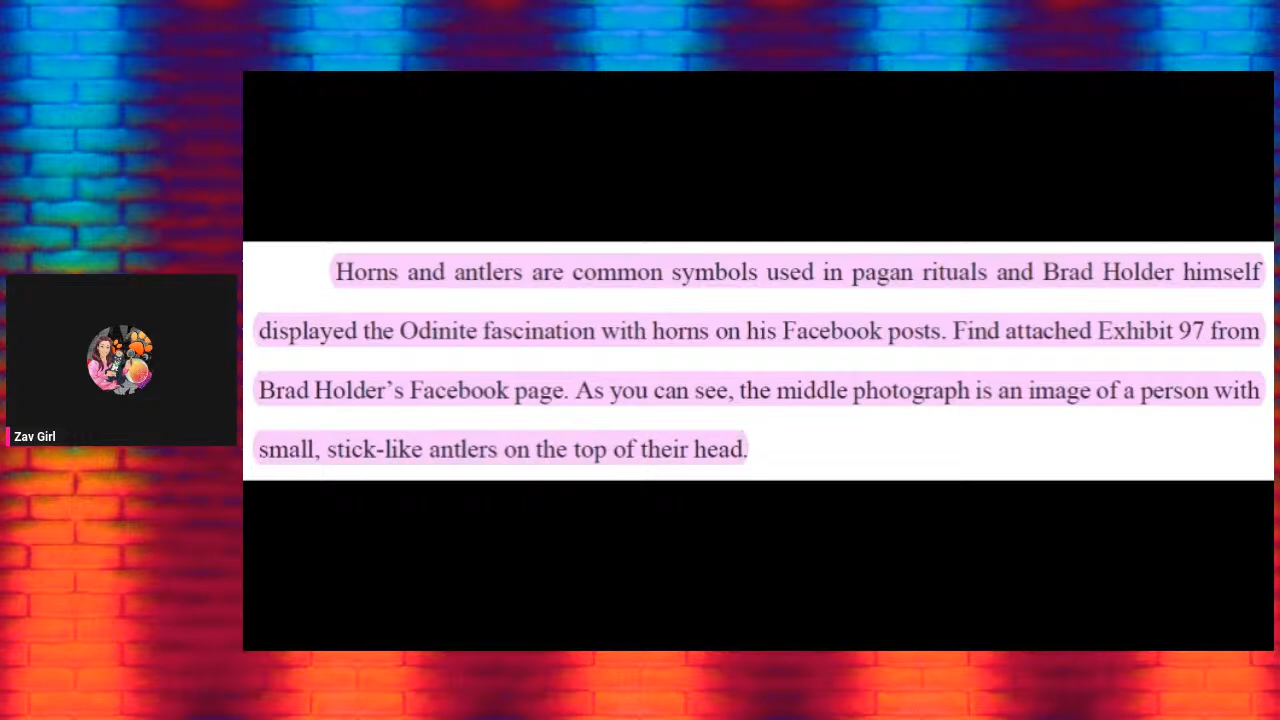 Horns and antlers are common symbols used in pagan rituals and Brad Holder himself
displayed the Odinite fascination with horns on his Facebook posts. Find attached Exhibit 97 from
Brad Holder’s Facebook page. As you can see, the middle photograph is an image of a person with
small, stick-like antlers on the top of their head.
Zav Girl